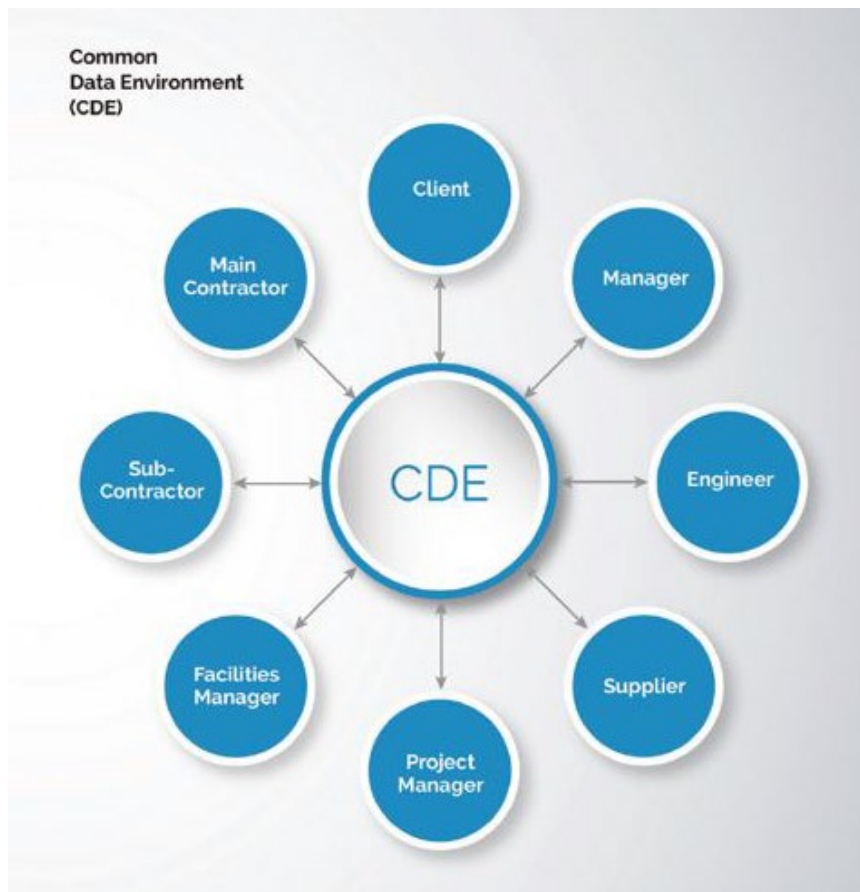 Common
Data Environment
(CDE)
Client
Manager
Engineer
Supplier
Project
Manager
Facilities
Manager
Sub-
Contractor
Main
Contractor
CDE